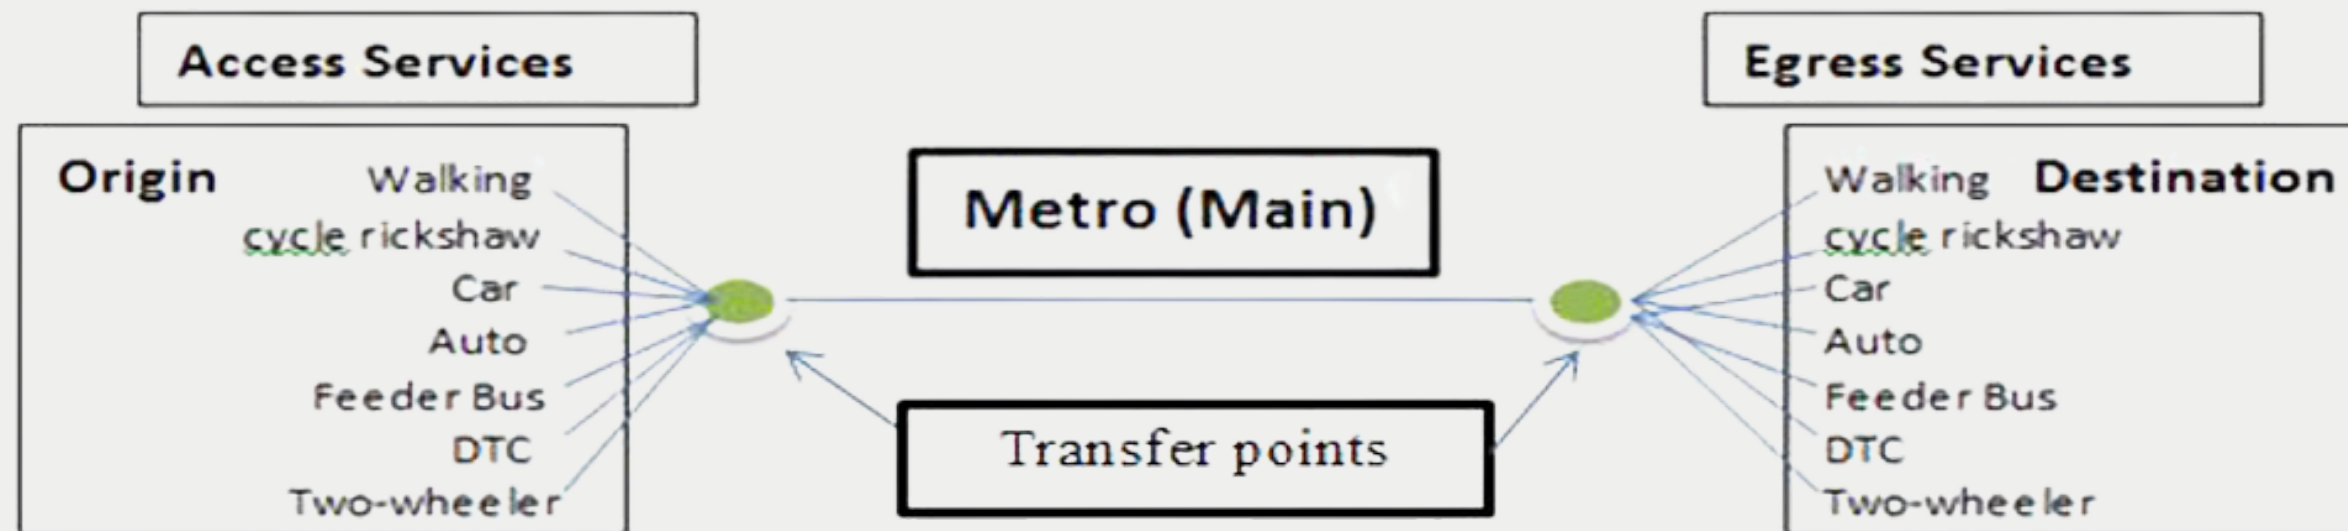 Access Services
Egress Services
Origin
Walking
cycle rickshaw
Car
Auto
Feeder Bus
DTC
Two-wheeler
Metro (Main)
Transfer points
Walking
Destination
cycle rickshaw
Car
Auto
Feeder Bus
DTC
Two-wheeler